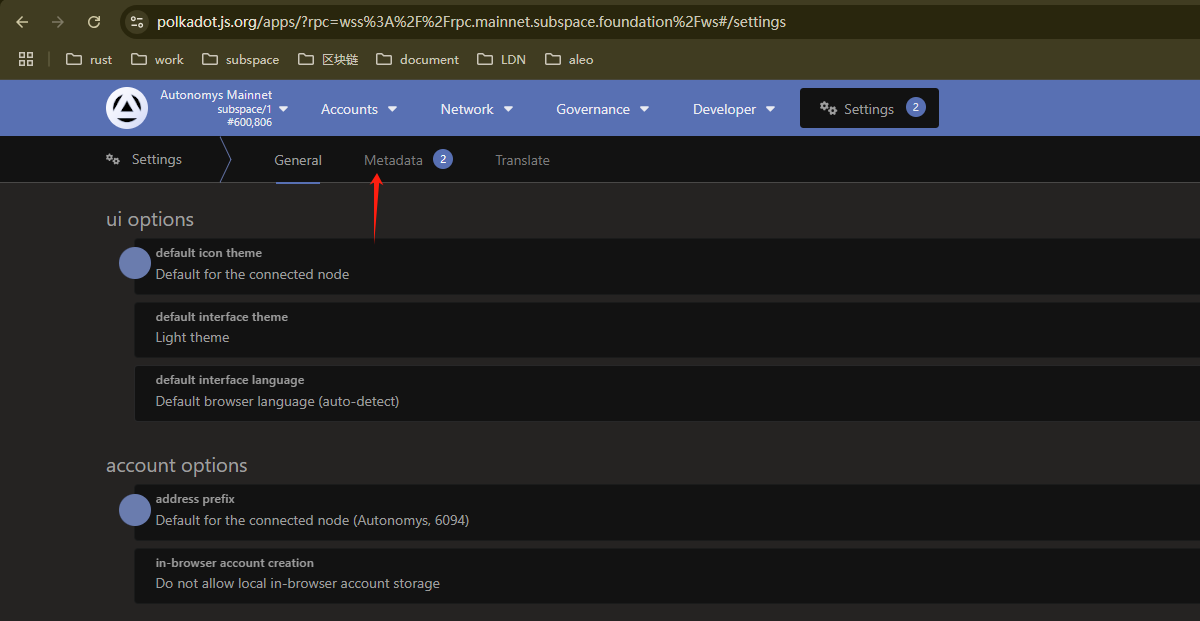 polkadot.js.org/apps/?rpc=wss%3A%2F%2Frpc.mainnet.subspace.foundation%2Fws#/settings
rust work subspace 区块链 document LDN aleo
Autonomys Mainnet
subspace/1
#600,806
Accounts Network Governance Developer Settings 2
Settings General Metadata 2 Translate
ui options
default icon theme
Default for the connected node
default interface theme
Light theme
default interface language
Default browser language (auto-detect)
account options
address prefix
Default for the connected node (Autonomys, 6094)
in-browser account creation
Do not allow local in-browser account storage